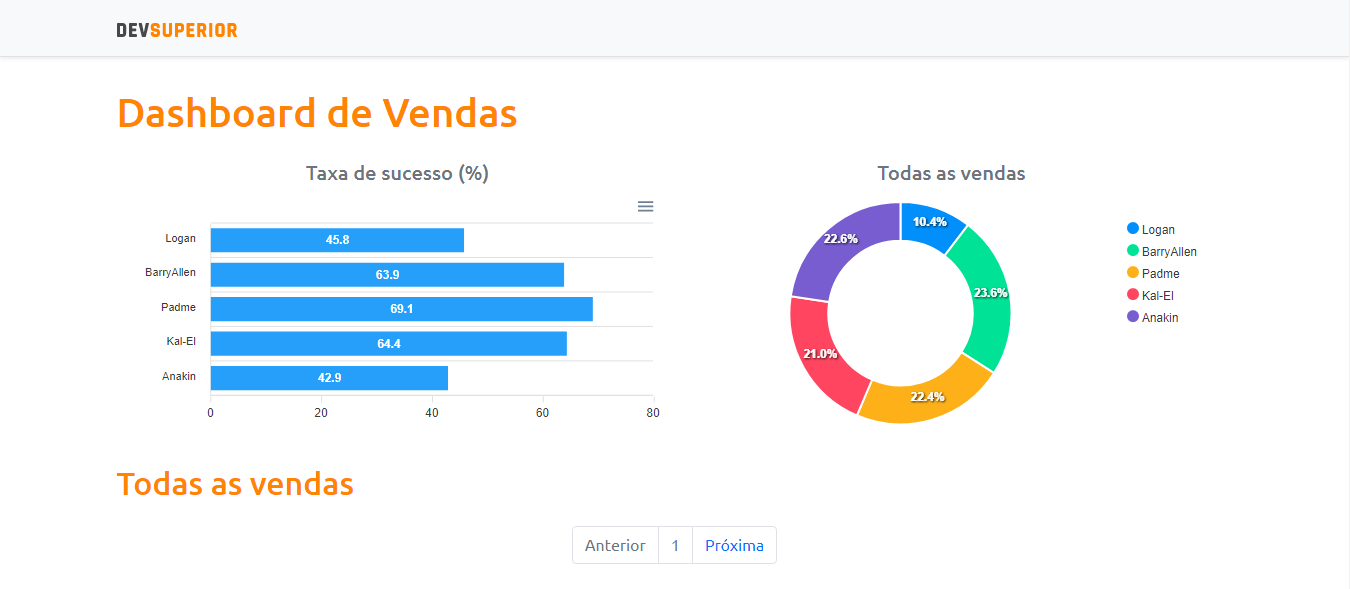 DEVSUPERIOR
Dashboard de Vendas
Taxa de sucesso (%)
Logan 45.8
BarryAllen 63.9
Padme 69.1
Kal-El 64.4
Anakin 42.9
0 20 40 60 80
Todas as vendas
10.4%
23.6%
22.4%
21.0%
22.6%
Logan
BarryAllen
Padme
Kal-El
Anakin
Todas as vendas
Anterior 1 Próxima